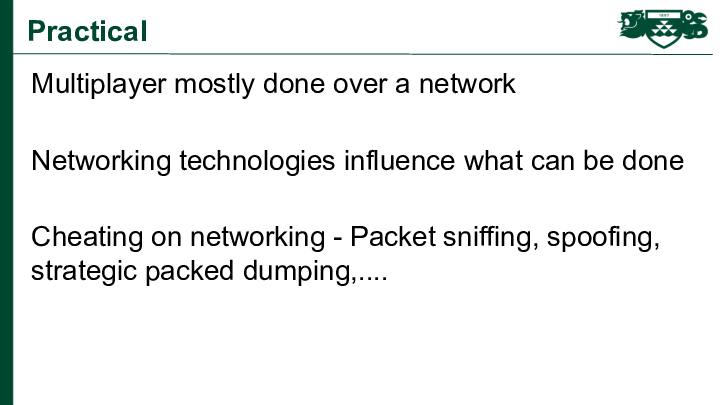 Practical
Multiplayer mostly done over a network
Networking technologies influence what can be done
Cheating on networking - Packet sniffing, spoofing,
strategic packed dumping,....